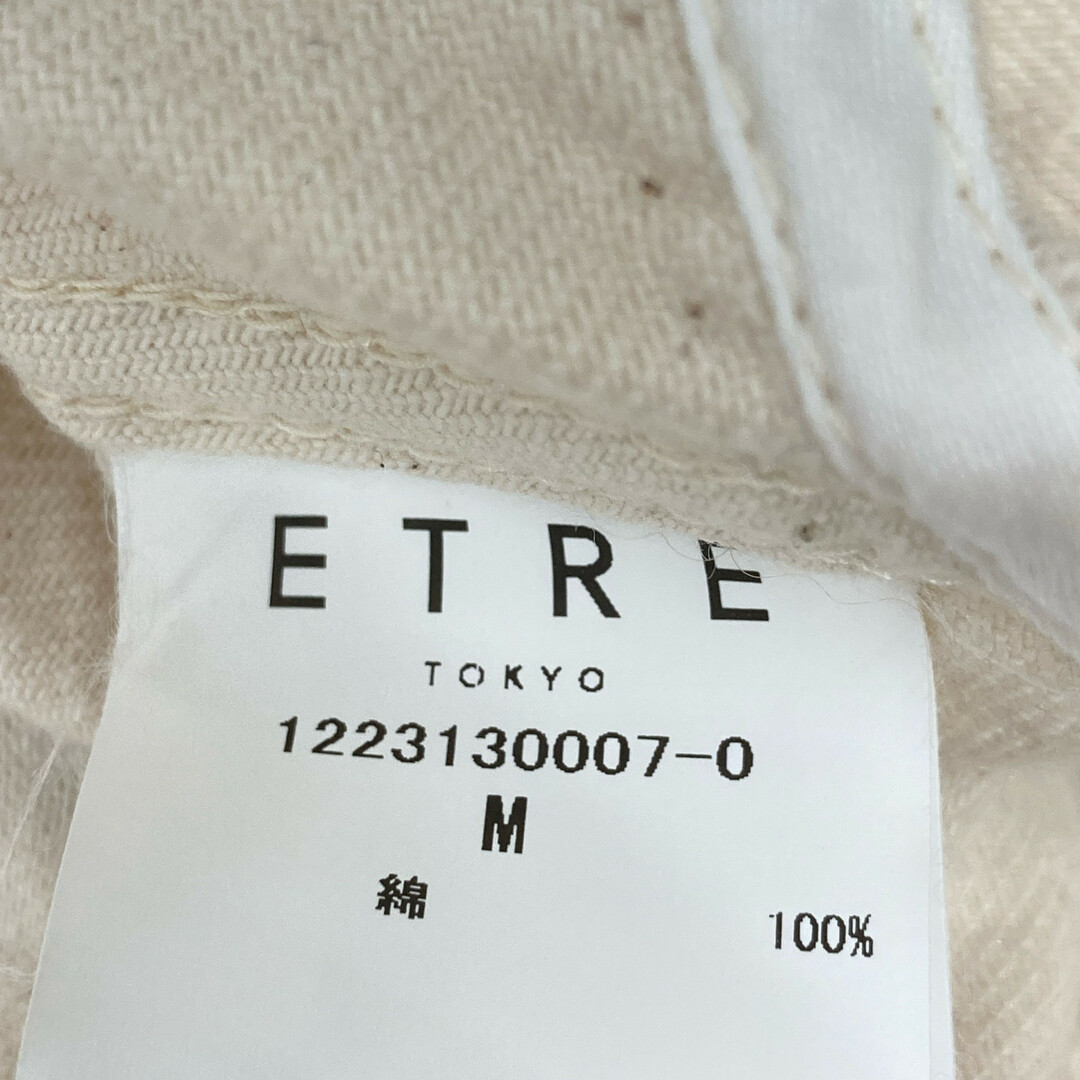 ETRE
TOKYO
1223130007-0
M
綿 100%